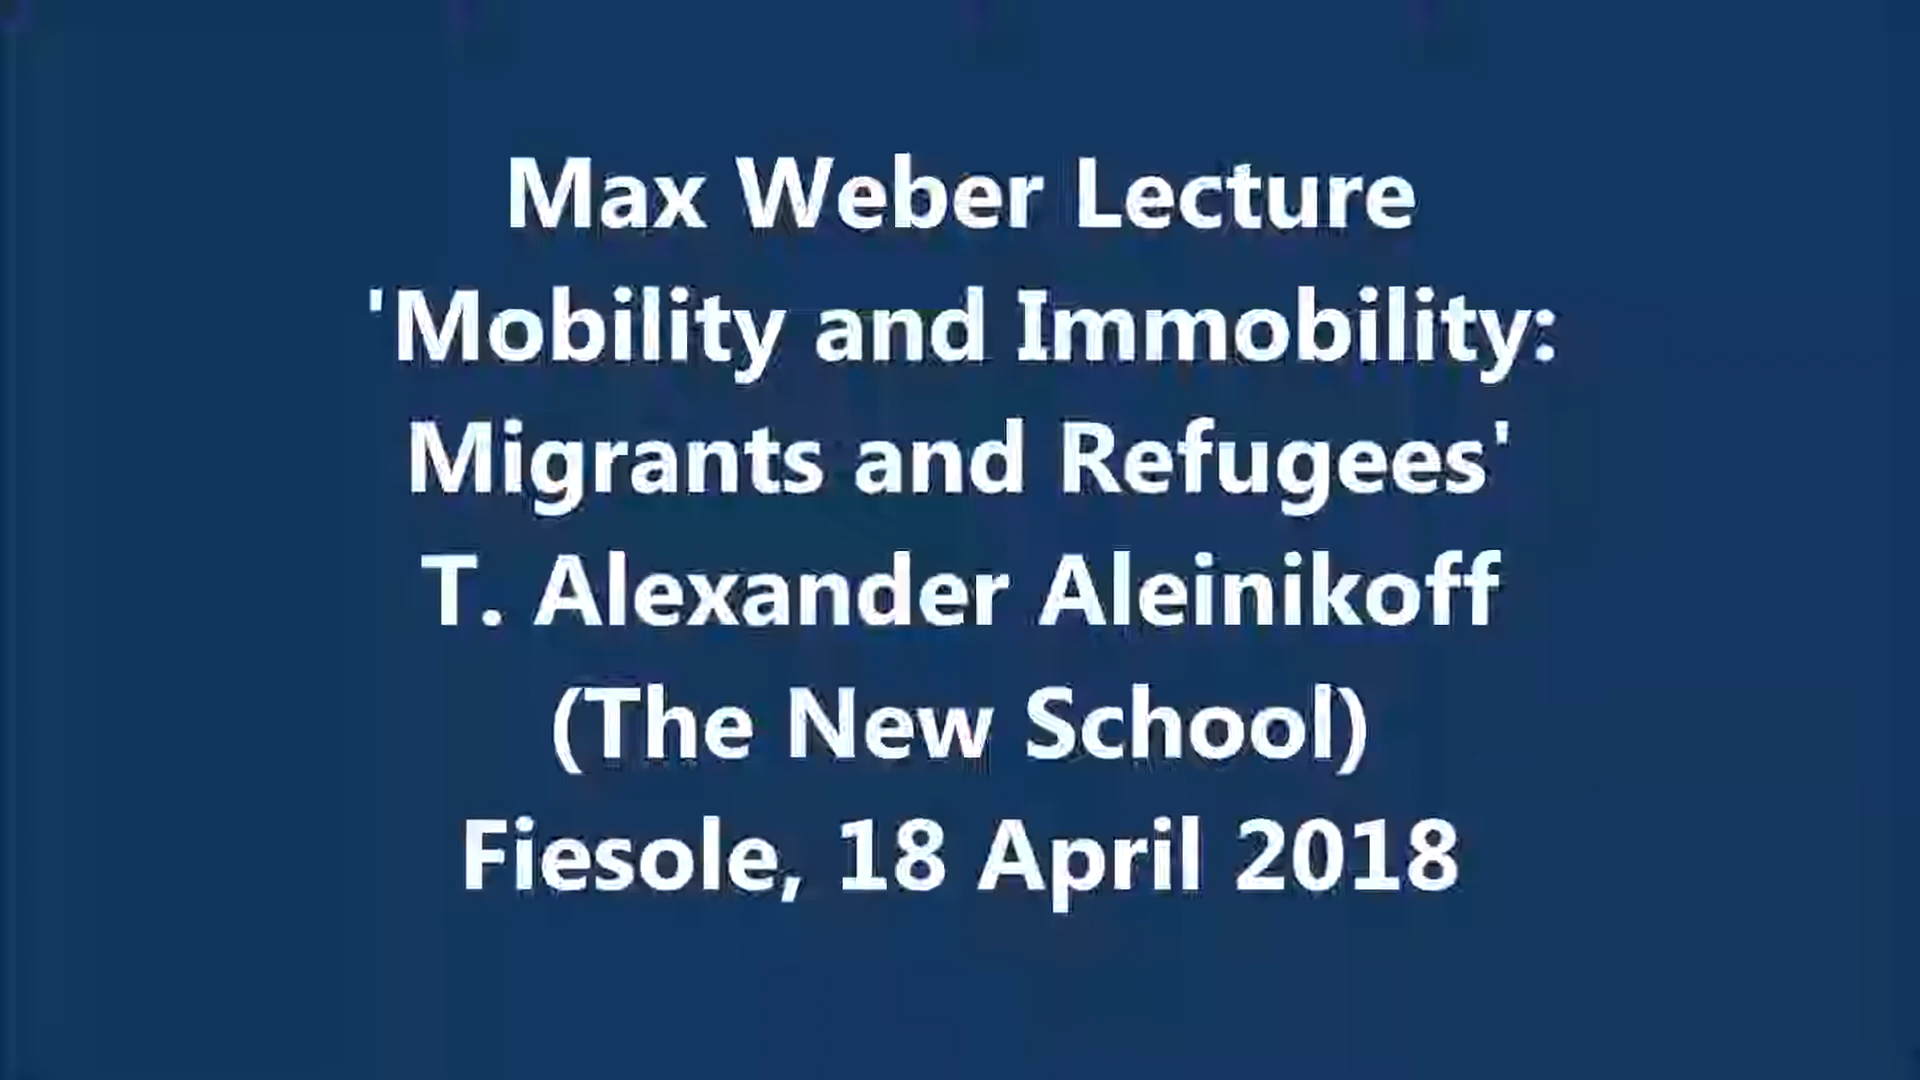 Max Weber Lecture
'Mobility and Immobility:
Migrants and Refugees'
T. Alexander Aleinikoff
(The New School)
Fiesole, 18 April 2018